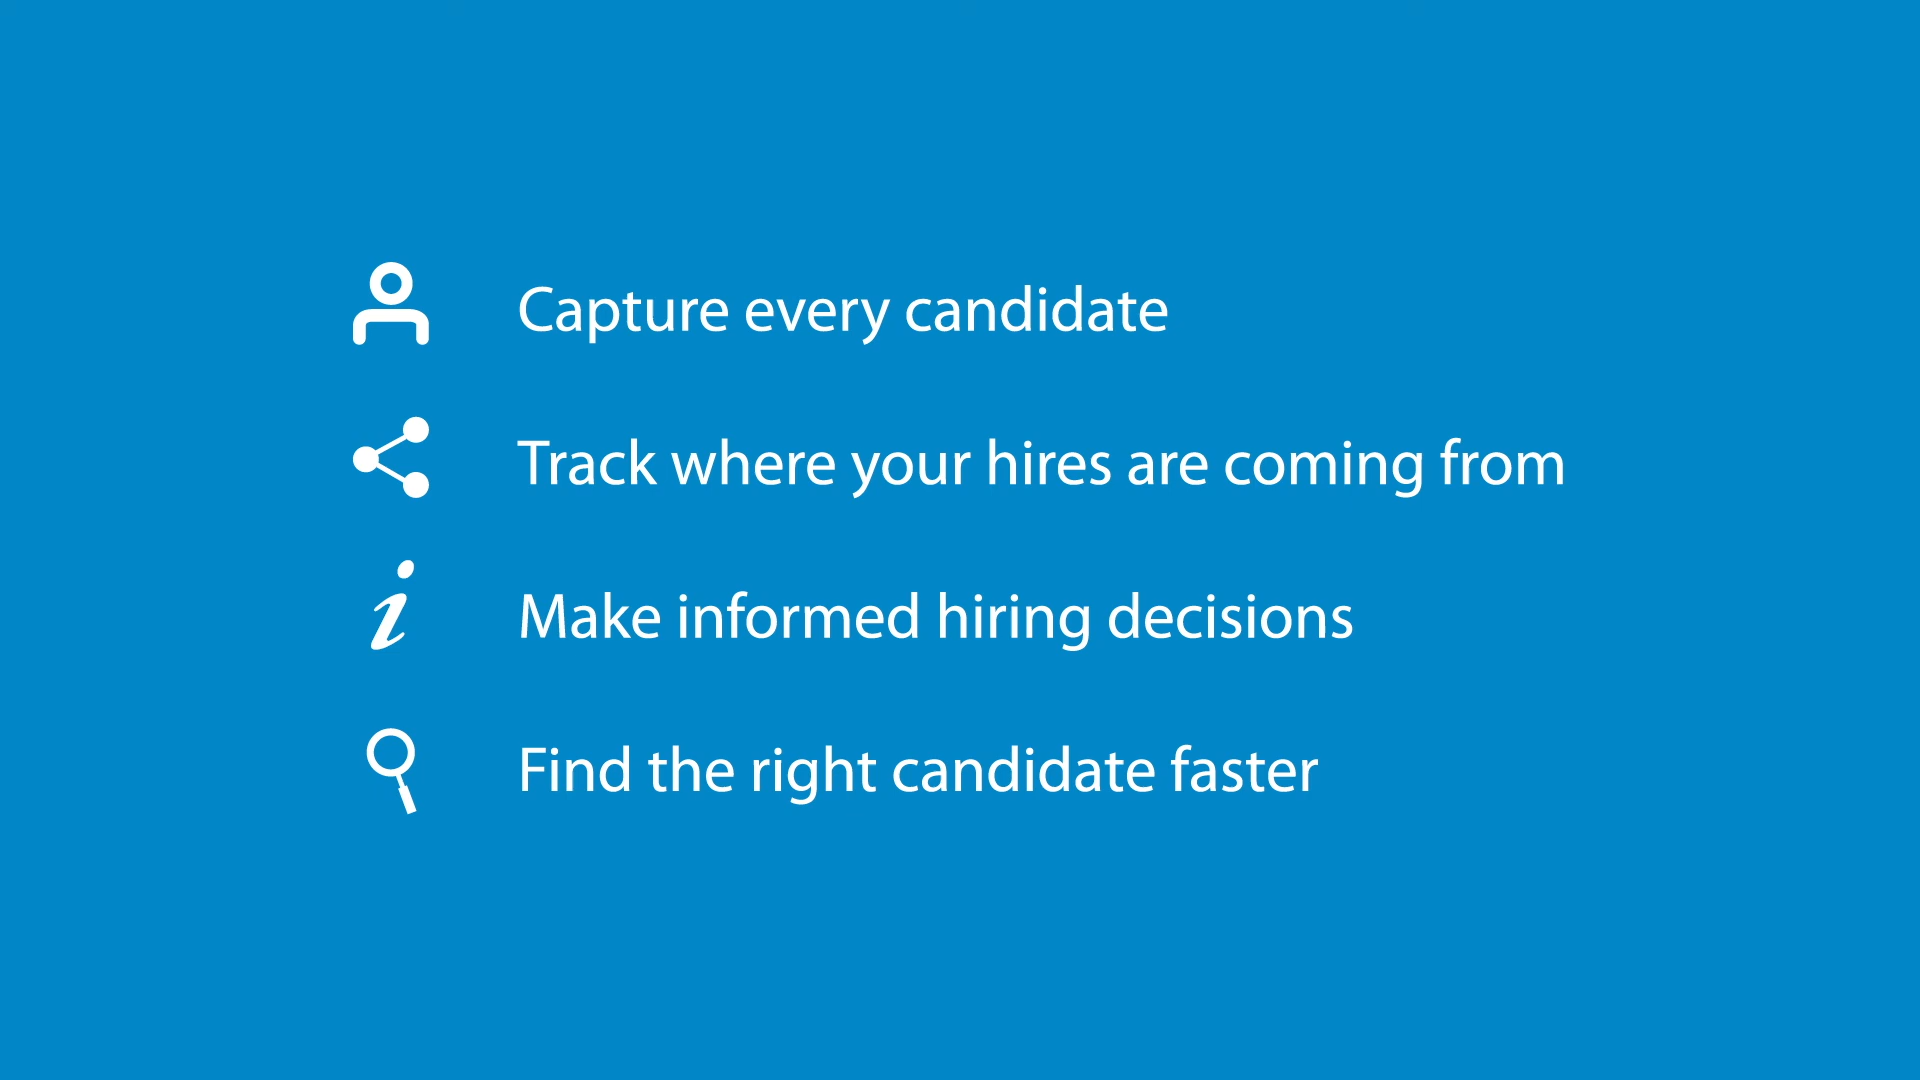 Capture every candidate
Track where your hires are coming from
Make informed hiring decisions
Find the right candidate faster